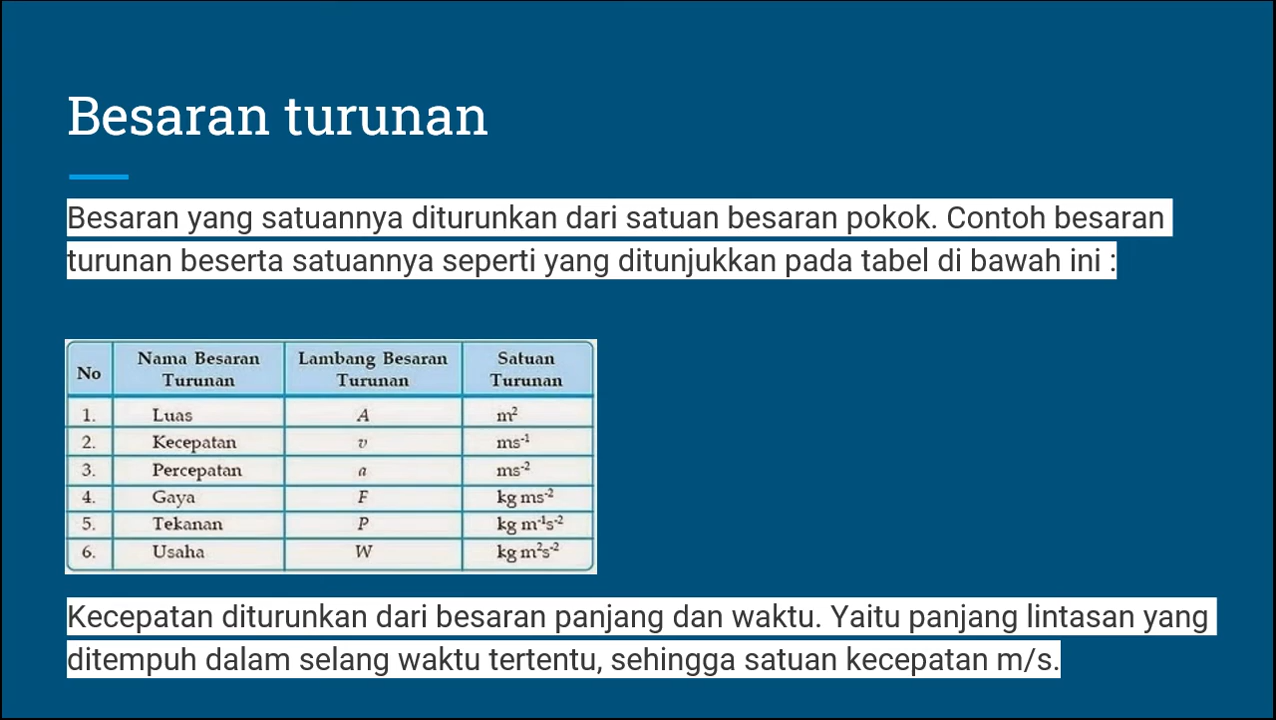 Besaran turunan
Besaran yang satuannya diturunkan dari satuan besaran pokok. Contoh besaran
turunan beserta satuannya seperti yang ditunjukkan pada tabel di bawah ini :
No Nama Besaran Turunan Lambang Besaran Turunan Satuan Turunan
1. Luas A m²
2. Kecepatan v ms⁻¹
3. Percepatan a ms⁻²
4. Gaya F kg ms⁻²
5. Tekanan P kg m⁻¹s⁻²
6. Usaha W kg m²s⁻²
Kecepatan diturunkan dari besaran panjang dan waktu. Yaitu panjang lintasan yang
ditempuh dalam selang waktu tertentu, sehingga satuan kecepatan m/s.